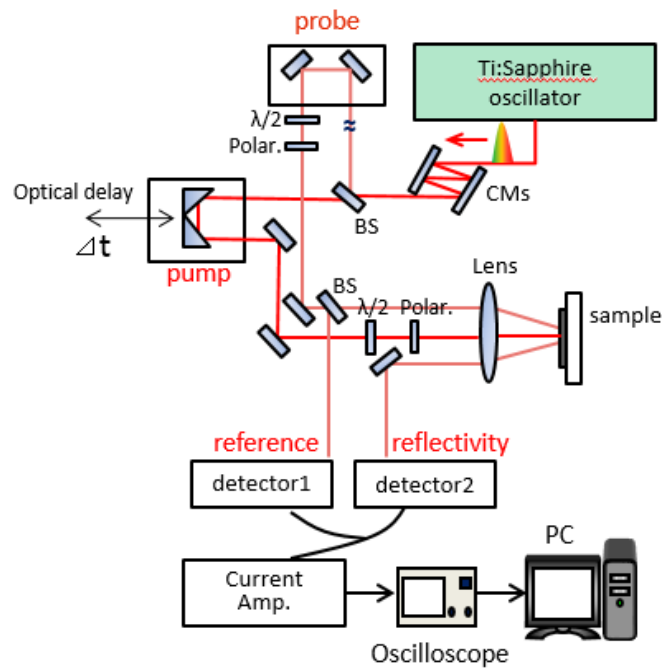 probe
Ti:Sapphire
oscillator
λ/2
≈
Polar.
CMs
Optical delay
⊿t
BS
pump
Lens
BS
λ/2 Polar.
sample
reference
reflectivity
detector1
detector2
PC
Current
Amp.
Oscilloscope